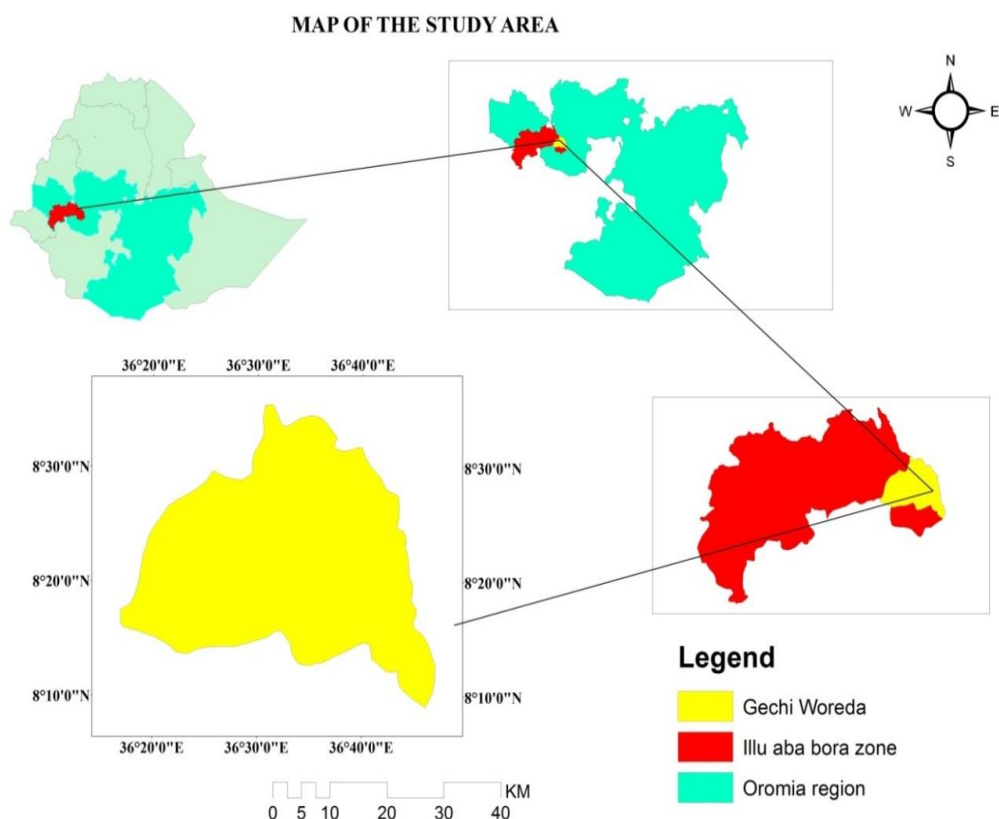 MAP OF THE STUDY AREA
N
W E
S
36°20'0"E 36°30'0"E 36°40'0"E
8°30'0"N 8°30'0"N
8°20'0"N 8°20'0"N
8°10'0"N 8°10'0"N
36°20'0"E 36°30'0"E 36°40'0"E
Legend
Gechi Woreda
Illu aba bora zone
Oromia region
KM
0 5 10 20 30 40